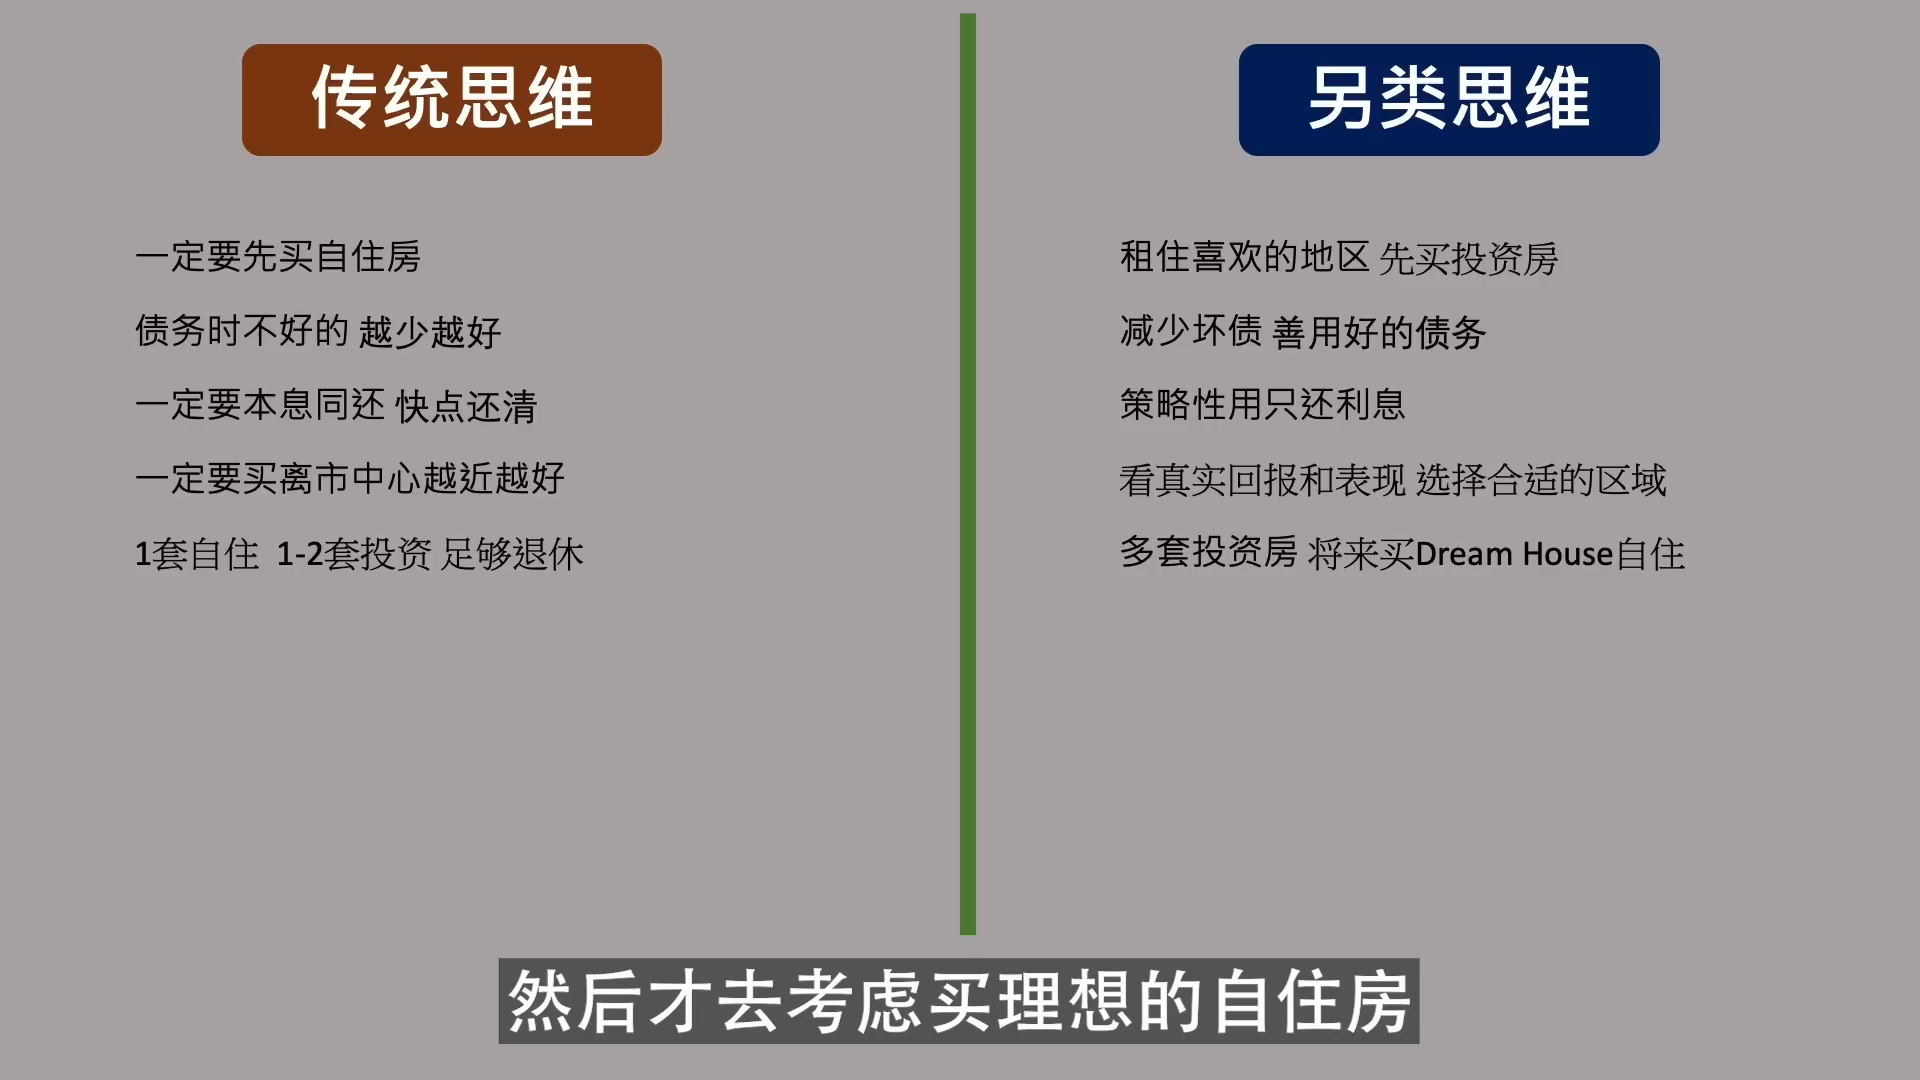 传统思维
一定要先买自住房
债务时不好的 越少越好
一定要本息同还 快点还清
一定要买离市中心越近越好
1套自住 1-2套投资 足够退休
另类思维
租住喜欢的地区 先买投资房
减少坏债 善用好的债务
策略性用只还利息
看真实回报和表现 选择合适的区域
多套投资房 将来买Dream House自住
然后才去考虑买理想的自住房